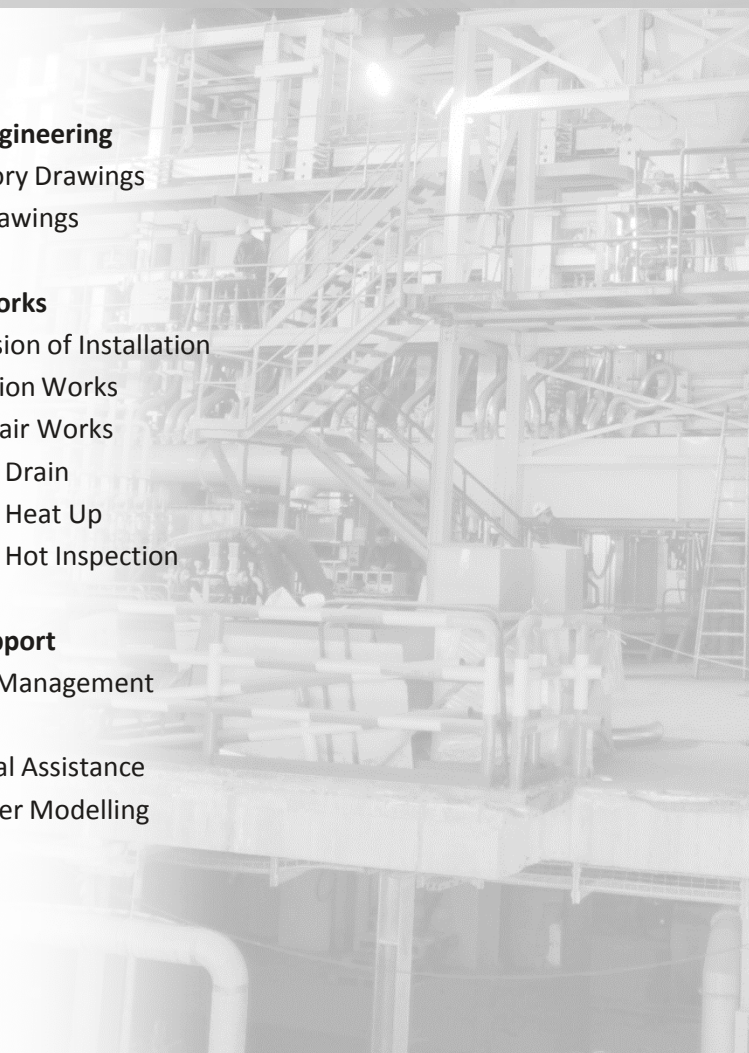 gineering
ory Drawings
awings
orks
sion of Installation
ion Works
air Works
Drain
Heat Up
Hot Inspection
pport
Management
al Assistance
er Modelling